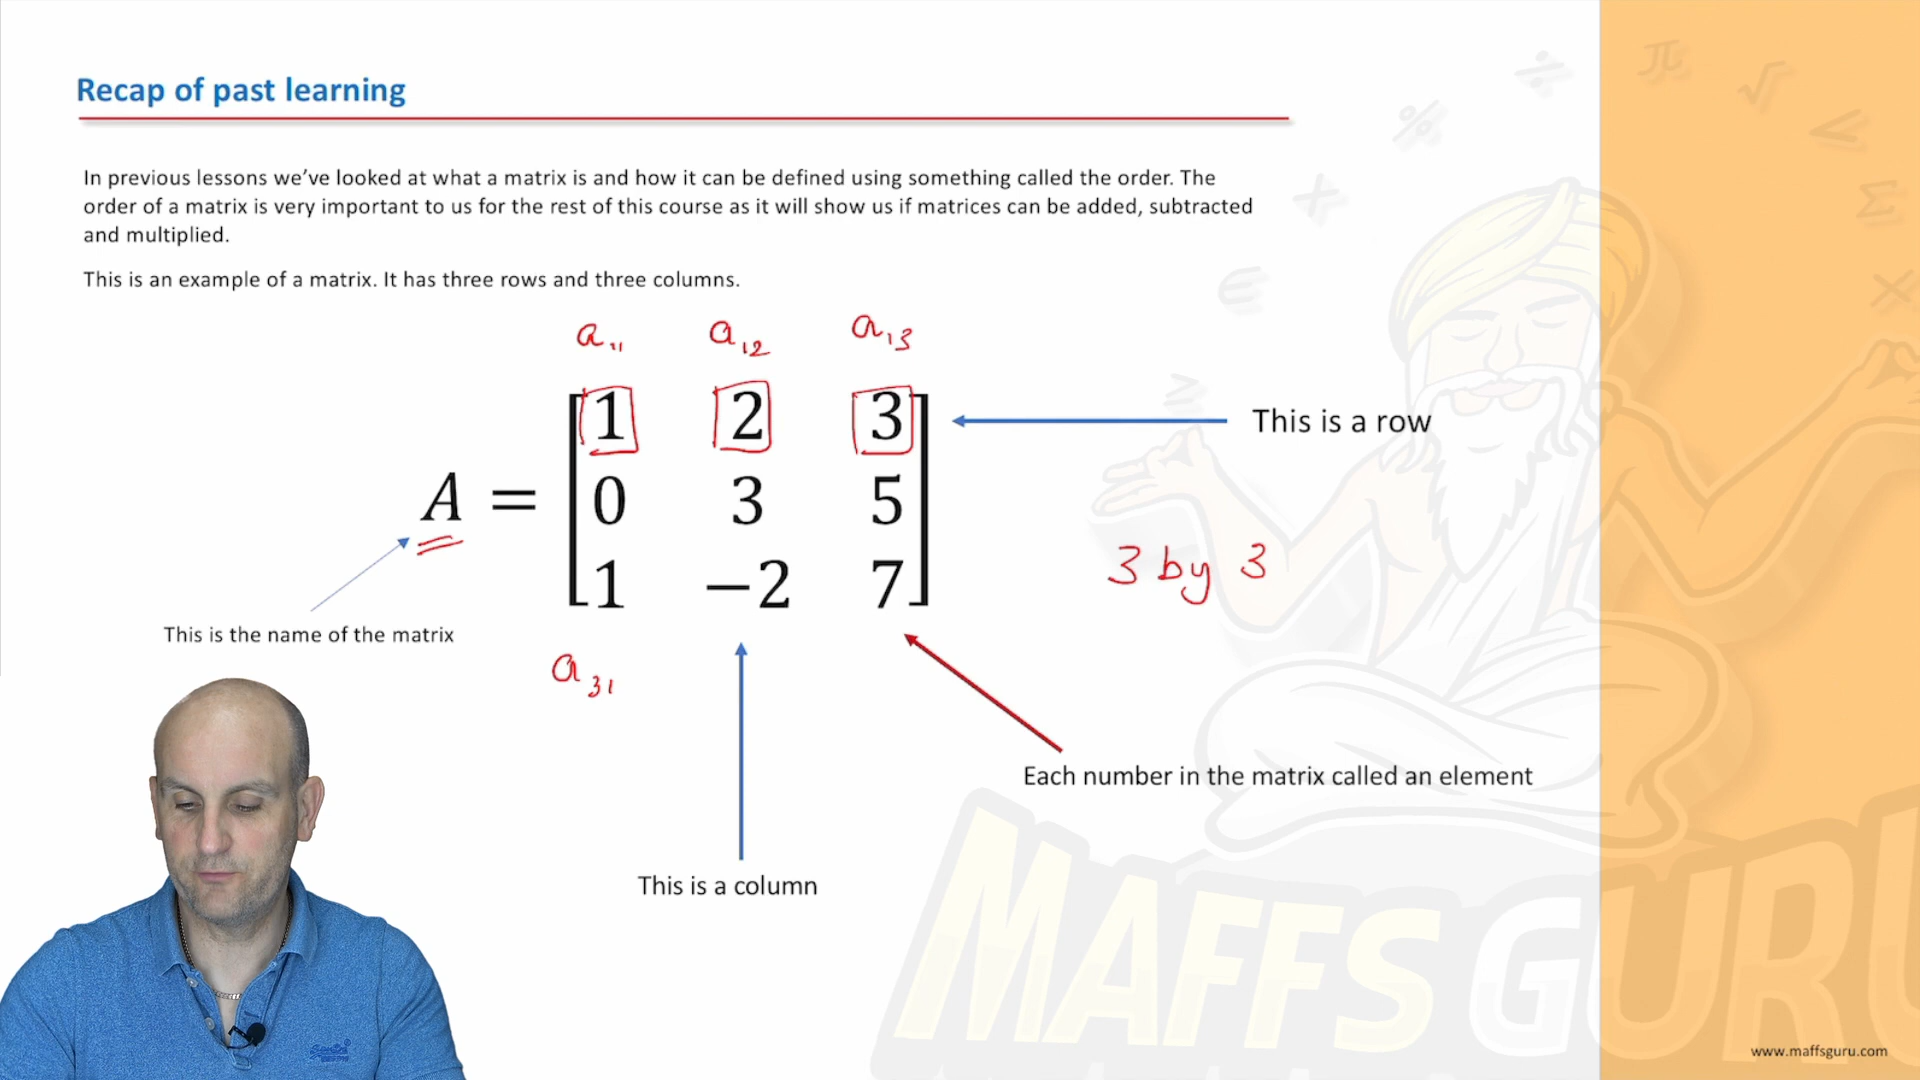 Recap of past learning
In previous lessons we’ve looked at what a matrix is and how it can be defined using something called the order. The
order of a matrix is very important to us for the rest of this course as it will show us if matrices can be added, subtracted
and multiplied.
This is an example of a matrix. It has three rows and three columns.
a₁₁ a₁₂ a₁₃
1 2 3
This is a row
A = 0 3 5
3 by 3
1 −2 7
This is the name of the matrix
a₃₁
Each number in the matrix called an element
This is a column
MAFFS GURU
www.maffsguru.com